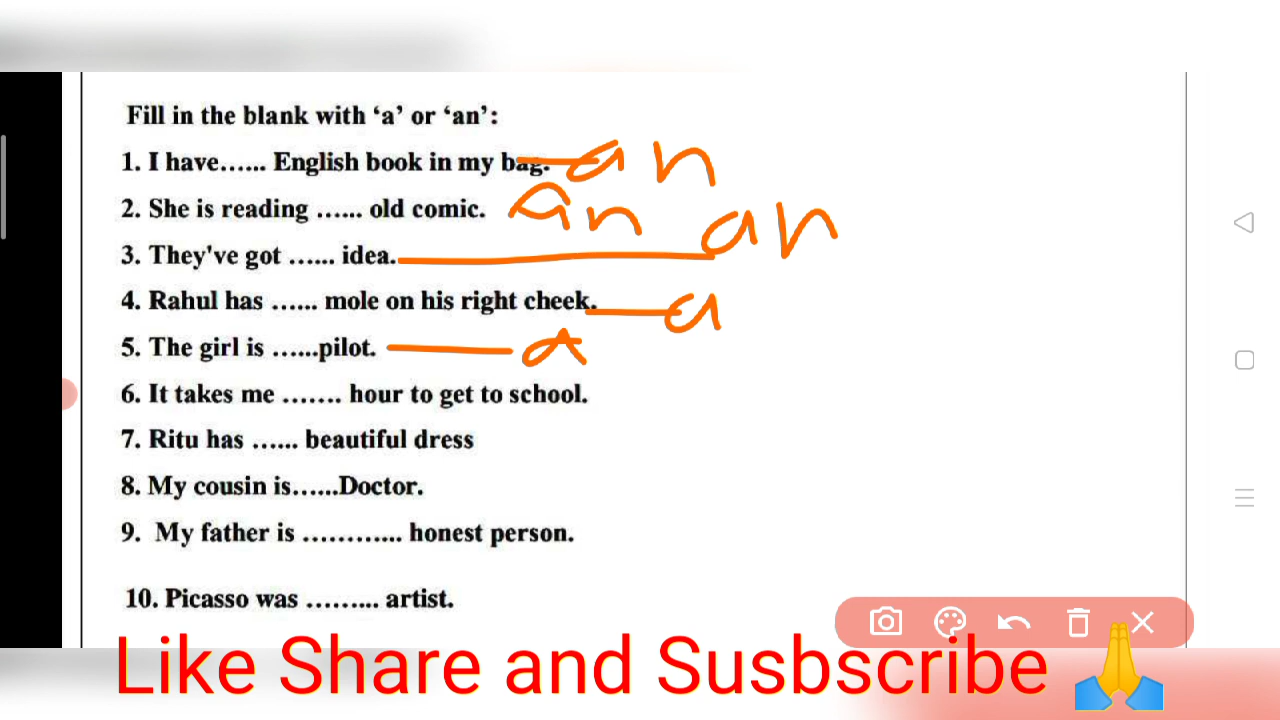 Fill in the blank with ‘a’ or ‘an’:
1. I have...... English book in my bag. an
2. She is reading ...... old comic. an
3. They've got ...... idea. an
4. Rahul has ...... mole on his right cheek. a
5. The girl is ......pilot. a
6. It takes me ....... hour to get to school.
7. Ritu has ...... beautiful dress
8. My cousin is......Doctor.
9. My father is ............ honest person.
10. Picasso was ......... artist.
Like Share and Susbscribe 🙏